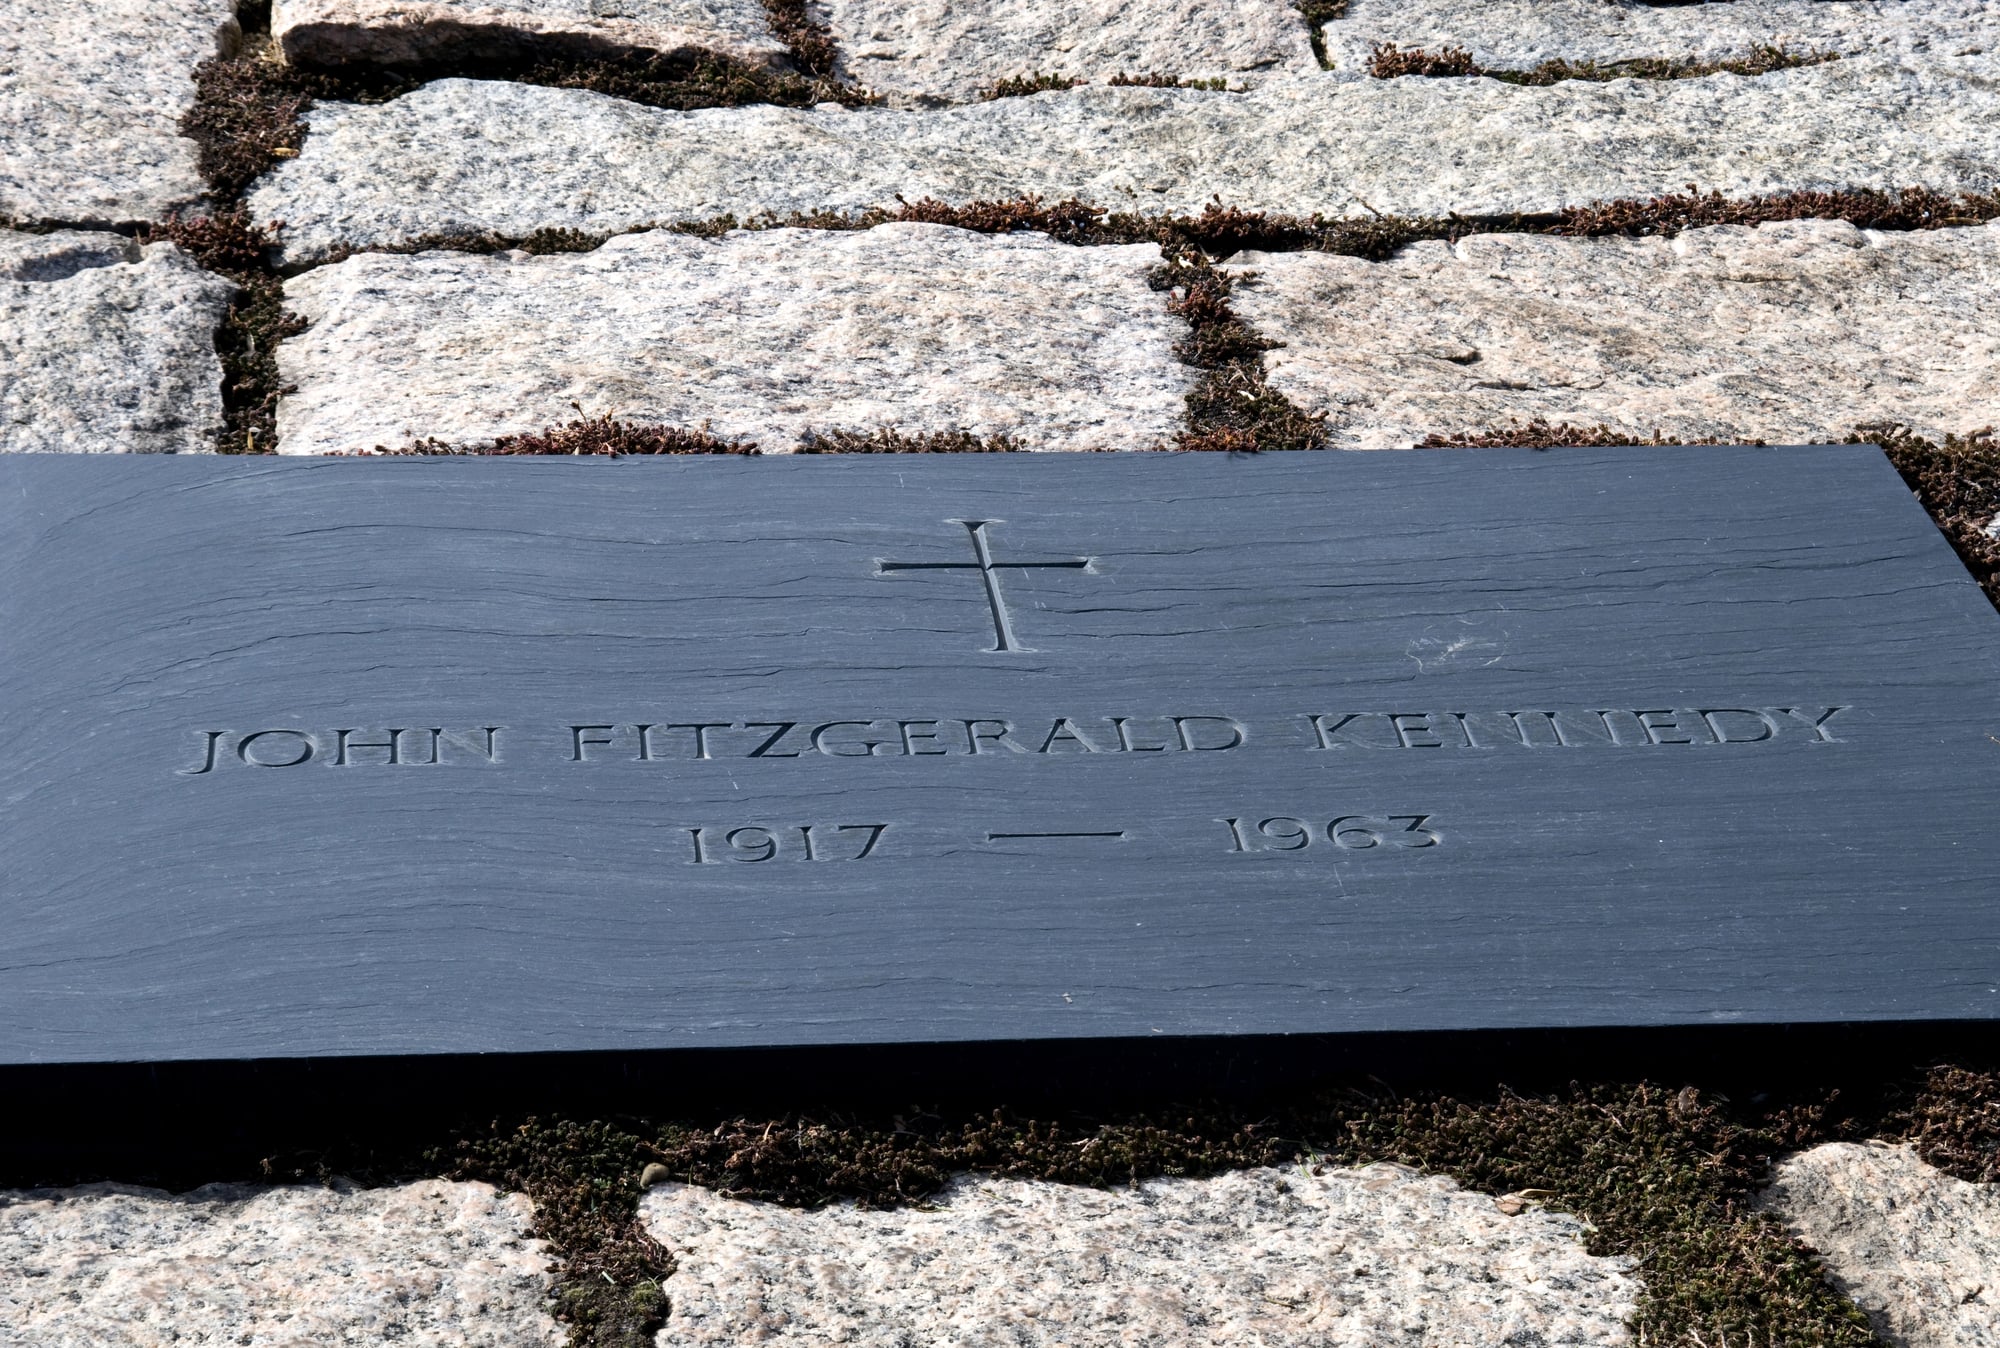 JOHN FITZGERALD KENNEDY
1917 — 1963